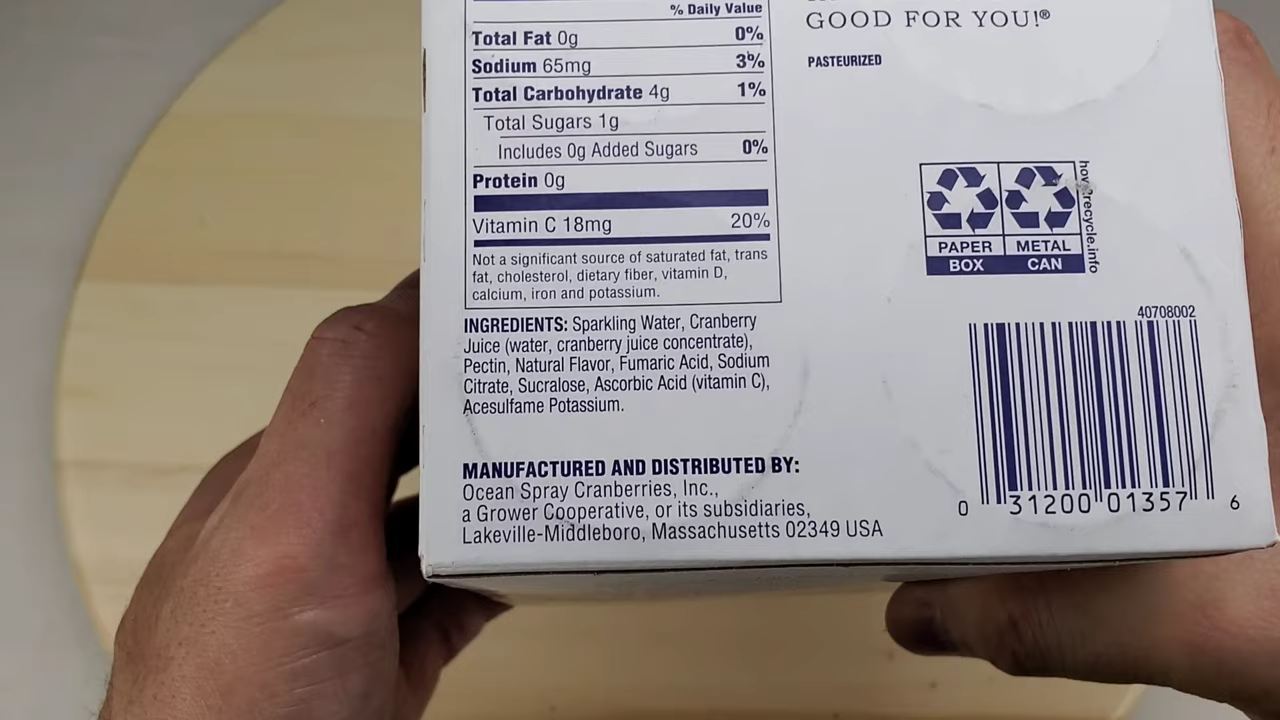 % Daily Value
Total Fat 0g 0%
Sodium 65mg 3%
Total Carbohydrate 4g 1%
Total Sugars 1g
Includes 0g Added Sugars 0%
Protein 0g
Vitamin C 18mg 20%
Not a significant source of saturated fat, trans
fat, cholesterol, dietary fiber, vitamin D,
calcium, iron and potassium.
INGREDIENTS: Sparkling Water, Cranberry
Juice (water, cranberry juice concentrate),
Pectin, Natural Flavor, Fumaric Acid, Sodium
Citrate, Sucralose, Ascorbic Acid (vitamin C),
Acesulfame Potassium.
MANUFACTURED AND DISTRIBUTED BY:
Ocean Spray Cranberries, Inc.,
a Grower Cooperative, or its subsidiaries,
Lakeville-Middleboro, Massachusetts 02349 USA
GOOD FOR YOU!®
PASTEURIZED
PAPER METAL
BOX CAN
how2recycle.info
40708002
0 31200 01357 6